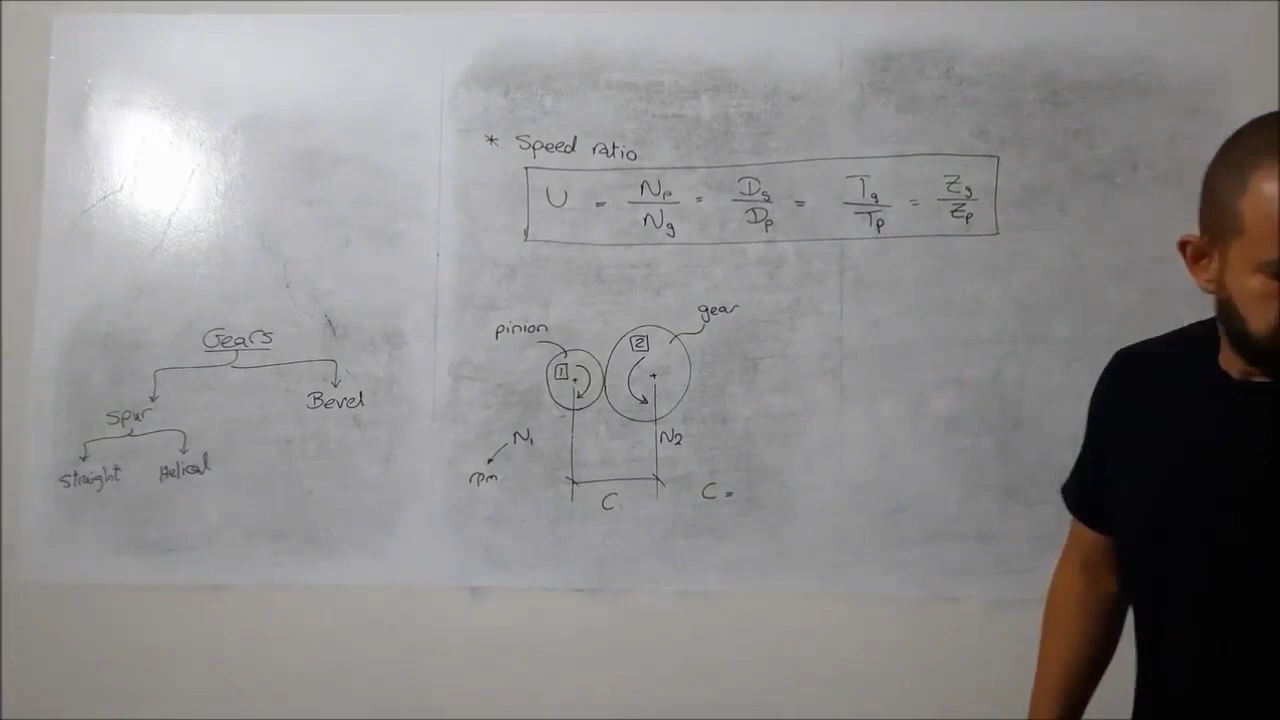 * Speed ratio
U = Np/Ng = Dg/Dp = Tg/Tp = Zg/Zp
Gears
Spur
Bevel
Straight
Helical
pinion
gear
1
2
N1
N2
rpm
C
C =